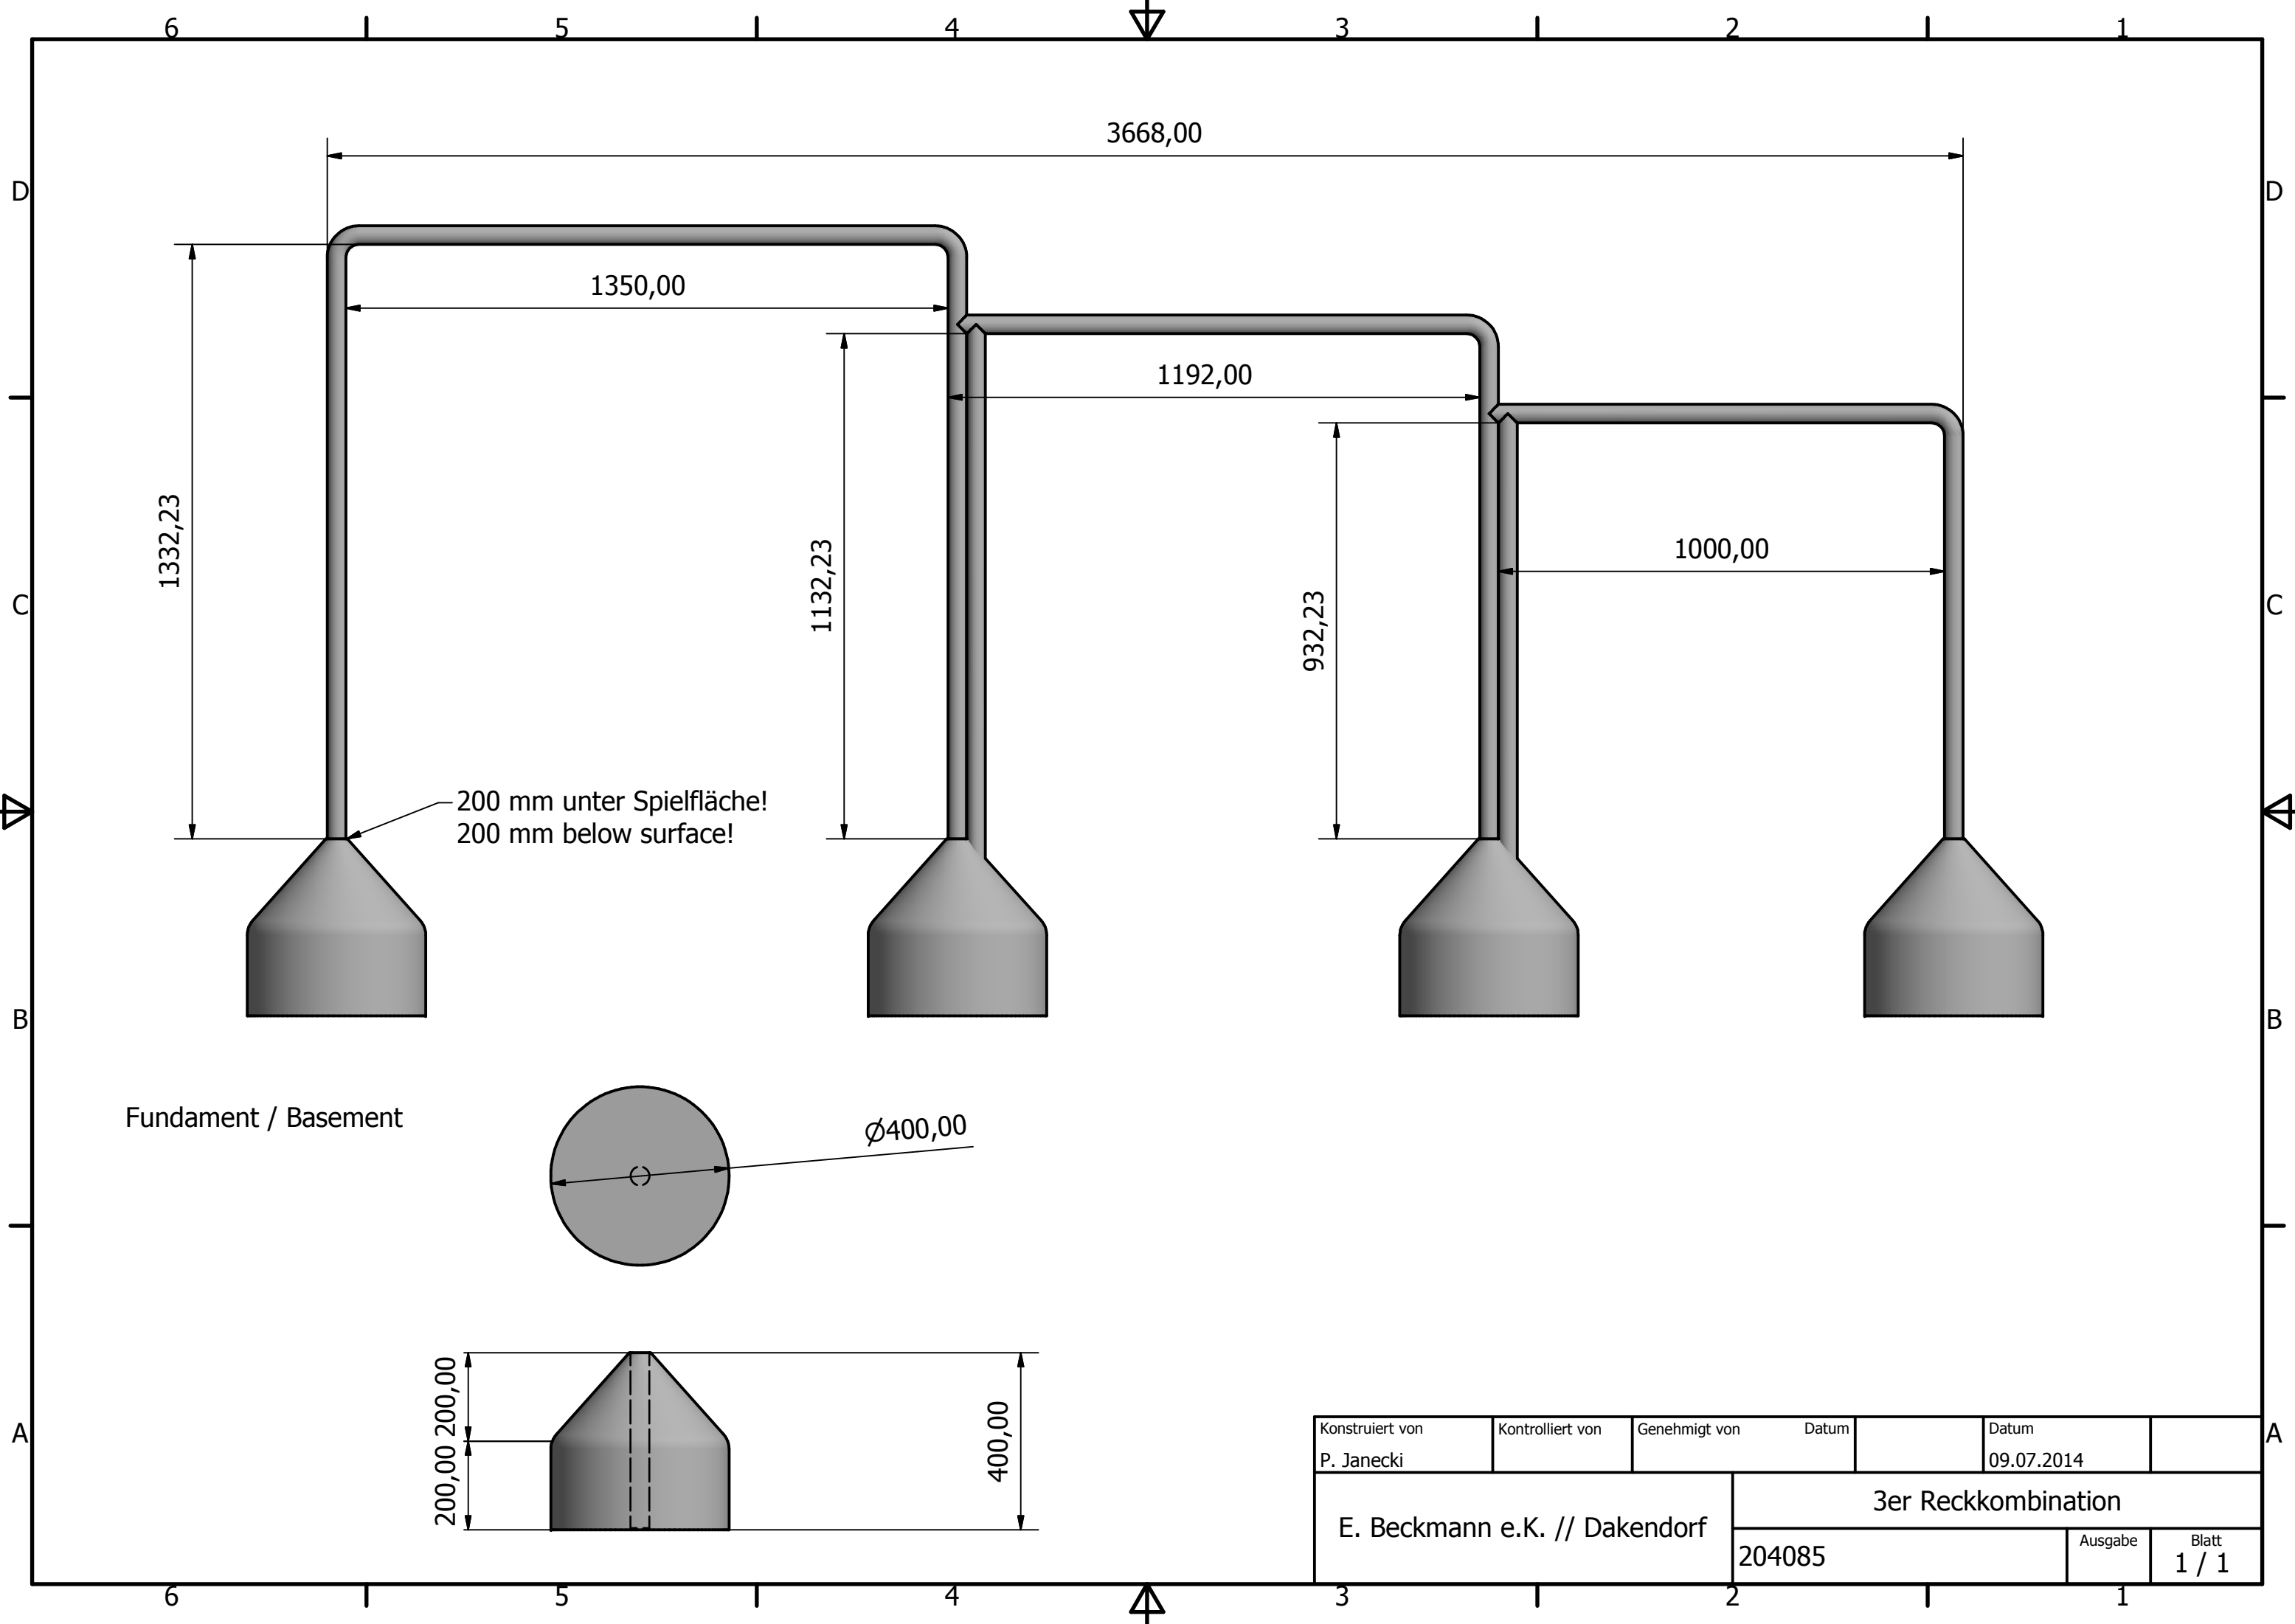 6 5 4 3 2 1
3668,00
D D
1350,00
1192,00
1332,23
1132,23
932,23
1000,00
C C
200 mm unter Spielfläche!
200 mm below surface!
B B
Fundament / Basement
Ø400,00
200,00
200,00
400,00
A A
Konstruiert von Kontrolliert von Genehmigt von Datum Datum
P. Janecki 09.07.2014
3er Reckkombination
E. Beckmann e.K. // Dakendorf
204085
Ausgabe Blatt
1 / 1
6 5 4 3 2 1